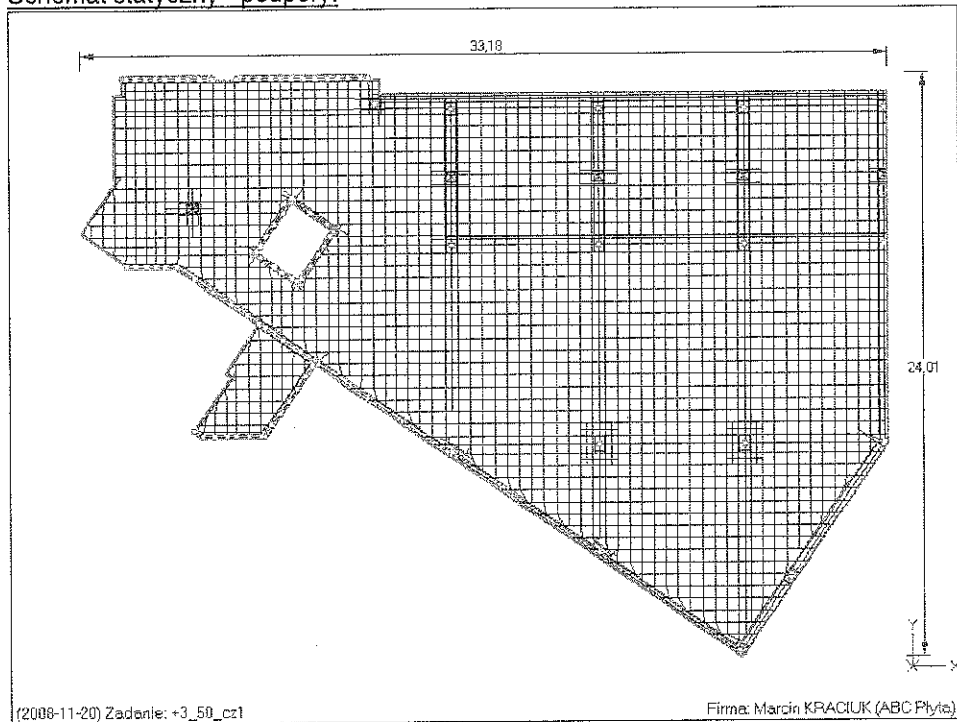 Schemat statyczny - podpory:
33,18
24,01
Y
X
(2008-11-20) Zadanie: +3_50_cz1
Firma: Marcin KRACIUK (ABC Płyta)